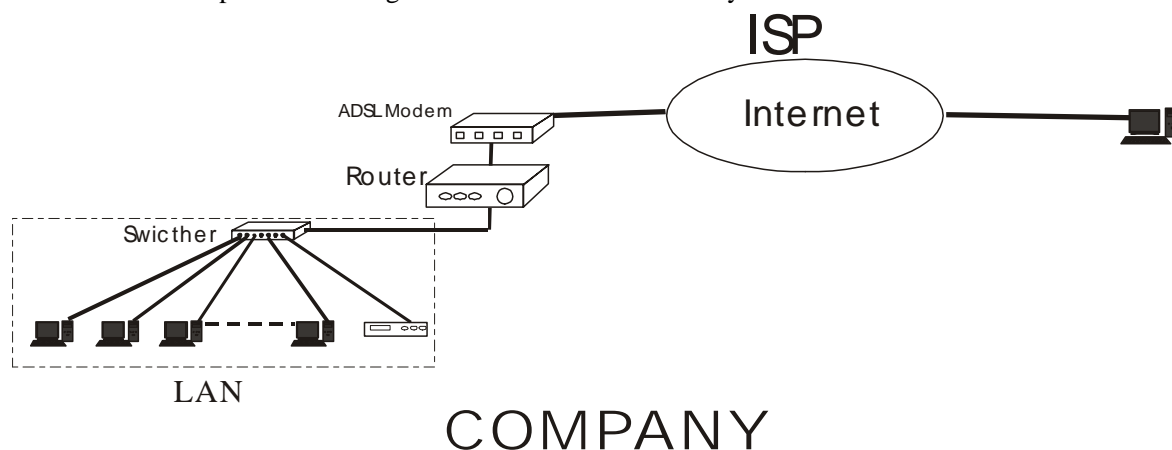 ISP
Internet
ADSL Modem
Router
Swicther
LAN
COMPANY